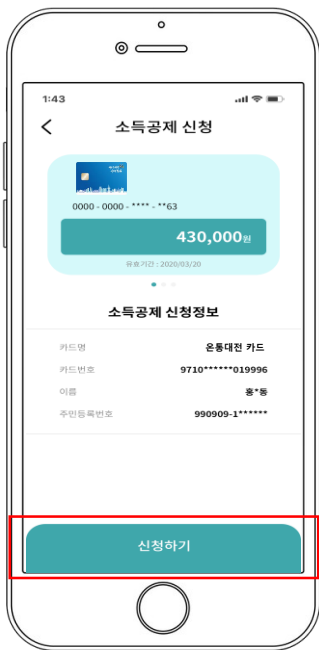 1:43
소득공제 신청
0000 - 0000 - **** - **63
430,000원
유효기간 : 2020/03/20
소득공제 신청정보
카드명 온통대전 카드
카드번호 9710******019996
이름 홍*동
주민등록번호 990909-1******
신청하기